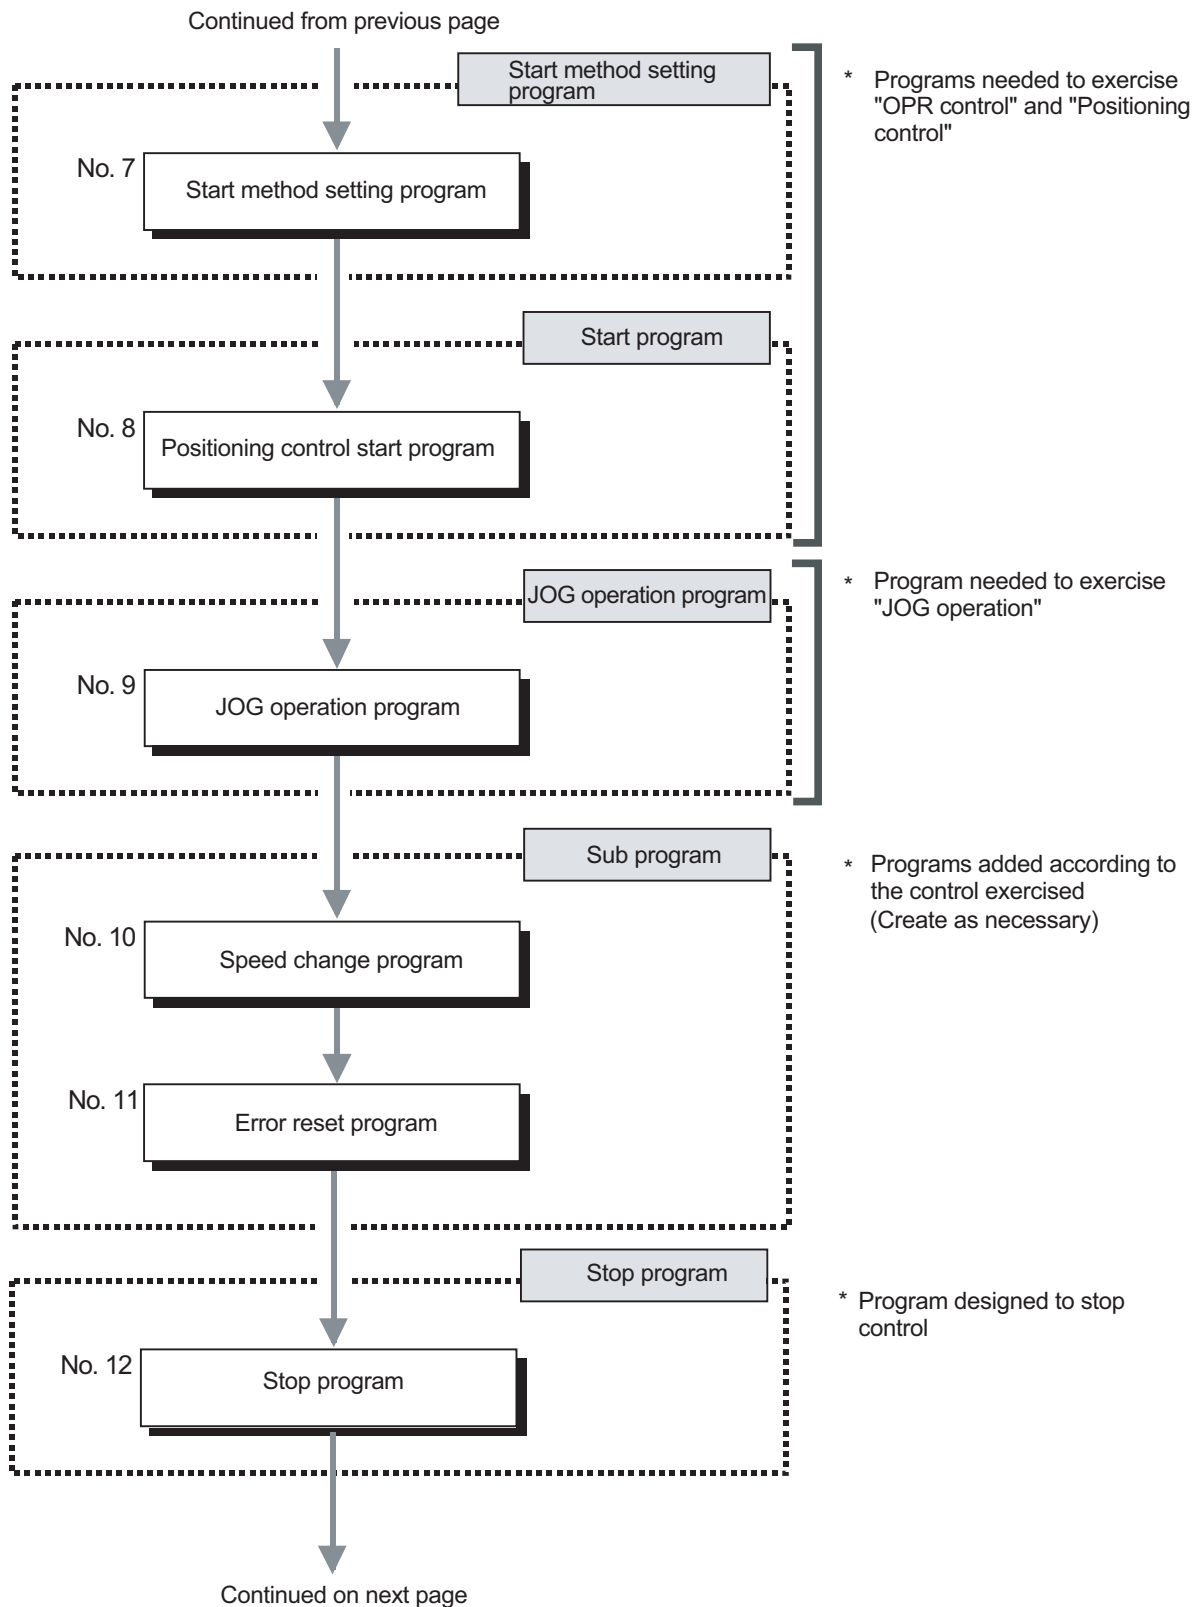 Continued from previous page
Start method setting
program
* Programs needed to exercise
"OPR control" and "Positioning
control"
No. 7
Start method setting program
Start program
No. 8
Positioning control start program
JOG operation program
* Program needed to exercise
"JOG operation"
No. 9
JOG operation program
Sub program
* Programs added according to
the control exercised
(Create as necessary)
No. 10
Speed change program
No. 11
Error reset program
Stop program
* Program designed to stop
control
No. 12
Stop program
Continued on next page